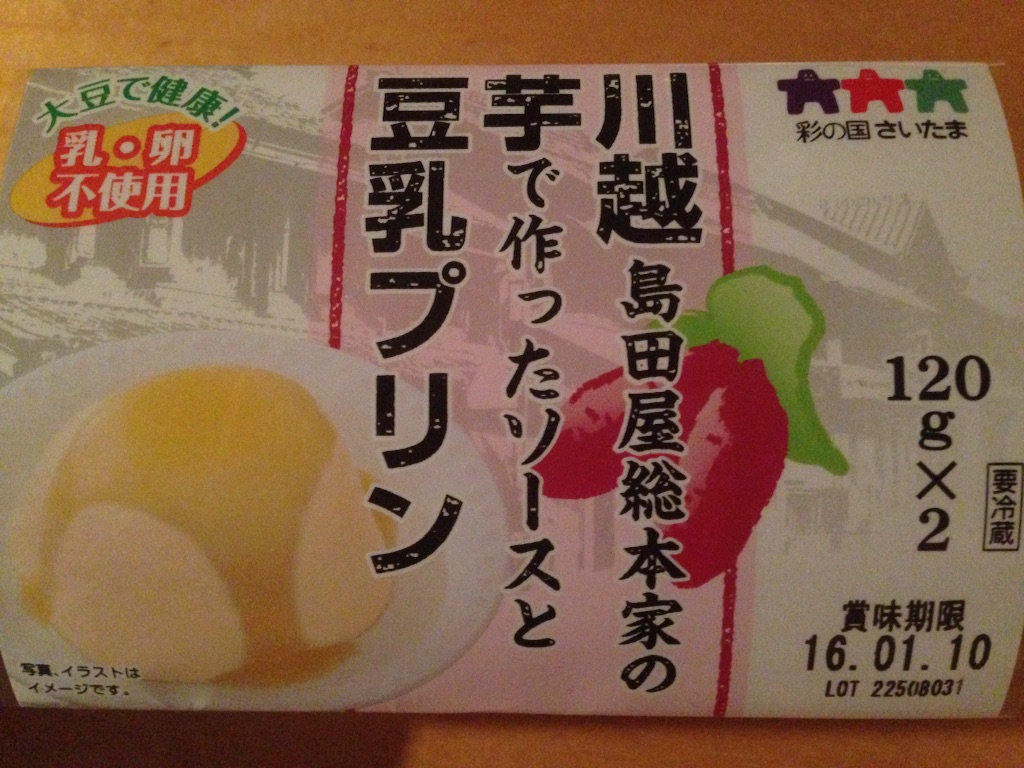 大豆で健康!
乳・卵
不使用
川越 島田屋総本家の
芋で作ったソースと
豆乳プリン
彩の国 さいたま
120g×2
要冷蔵
賞味期限
16.01.10
LOT 22508031
写真、イラストは
イメージです。